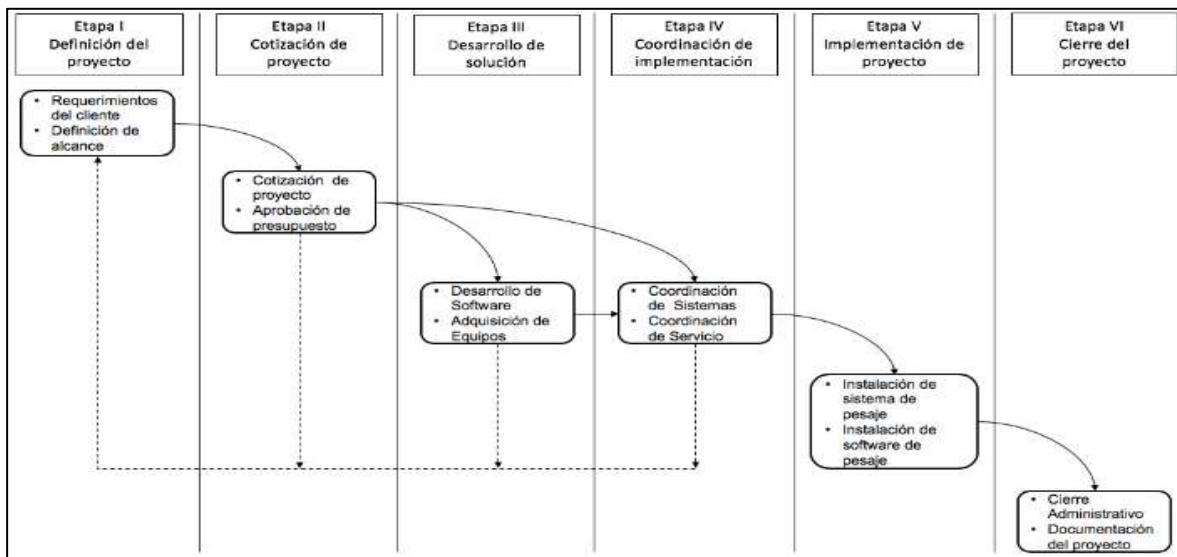 Etapa I
Definición del
proyecto
Etapa II
Cotización de
proyecto
Etapa III
Desarrollo de
solución
Etapa IV
Coordinación de
implementación
Etapa V
Implementación de
proyecto
Etapa VI
Cierre del
proyecto
• Requerimientos
del cliente
• Definición de
alcance
• Cotización de
proyecto
• Aprobación de
presupuesto
• Desarrollo de
Software
• Adquisición de
Equipos
• Coordinación
de Sistemas
• Coordinación
de Servicio
• Instalación de
sistema de
pesaje
• Instalación de
software de
pesaje
• Cierre
Administrativo
• Documentación
del proyecto